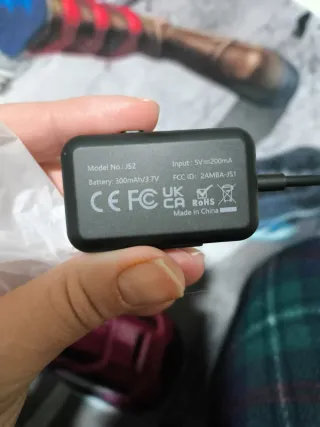 Model No.: JS2
Input: 5V⎓200mA
Battery: 300mAh/3.7V
FCC ID: 2AMBA-JS1
CE FC UK CA RoHS
Made in China